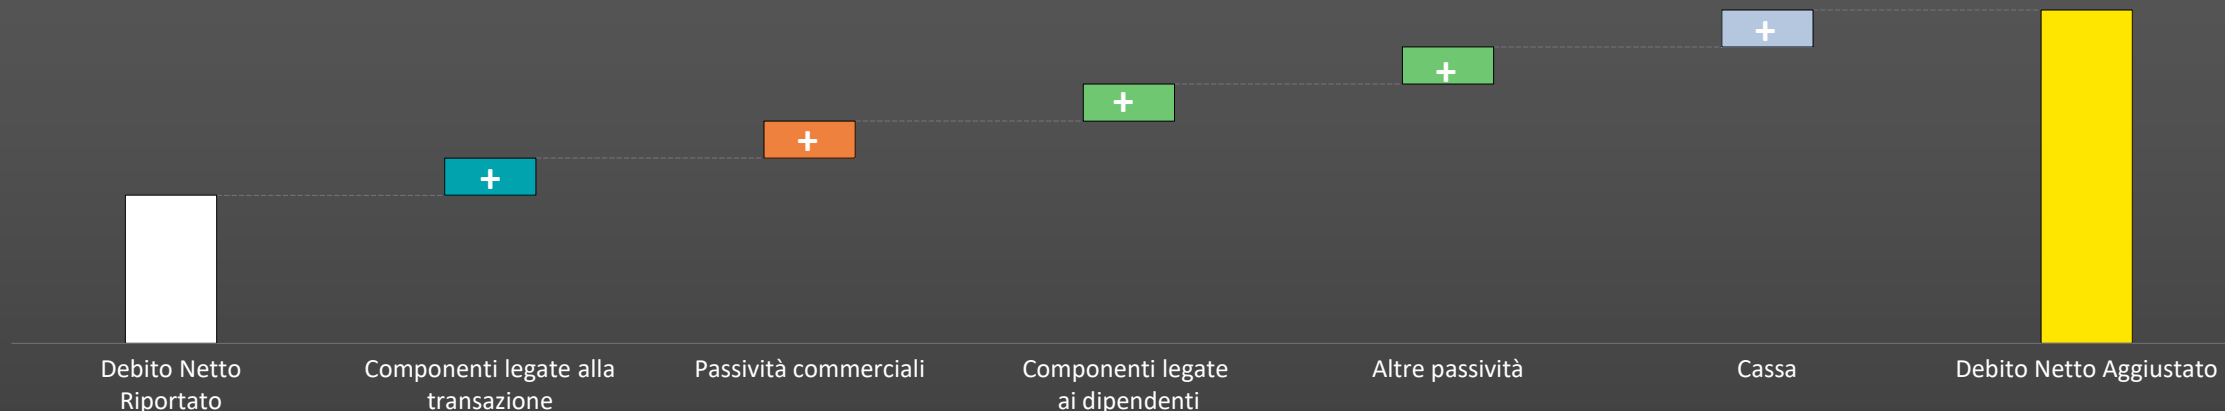 +
+
+
+
+
Debito Netto
Riportato
Componenti legate alla
transazione
Passività commerciali
Componenti legate
ai dipendenti
Altre passività
Cassa
Debito Netto Aggiustato